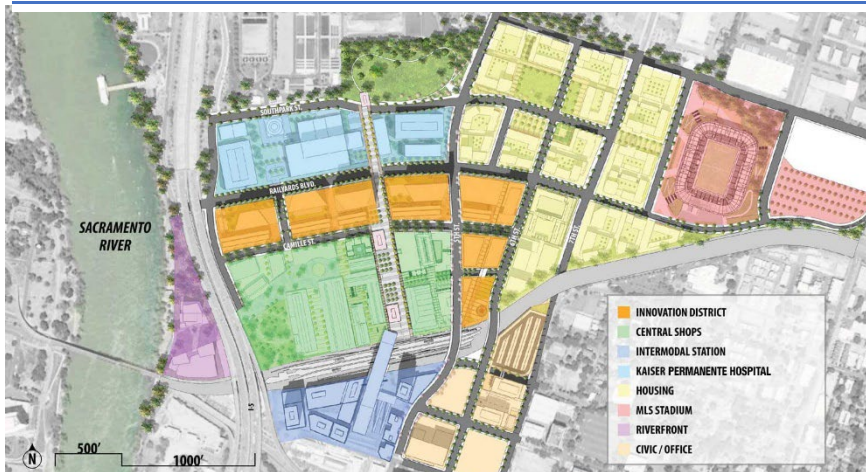 SOUTHPARK ST.
RAILYARDS BLVD.
CAMILLE ST.
5TH ST.
6TH ST.
7TH ST.
SACRAMENTO
RIVER
I-5
INNOVATION DISTRICT
CENTRAL SHOPS
INTERMODAL STATION
KAISER PERMANENTE HOSPITAL
HOUSING
MLS STADIUM
RIVERFRONT
CIVIC / OFFICE
N
500'
1000'